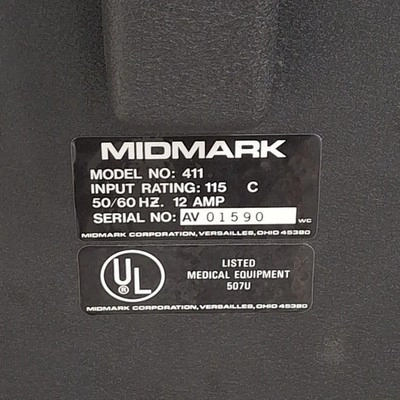 MIDMARK
MODEL NO: 411
INPUT RATING: 115 C
50/60 HZ. 12 AMP
SERIAL NO: AV 01590 WC
MIDMARK CORPORATION, VERSAILLES, OHIO 45380
UL
LISTED
MEDICAL EQUIPMENT
507U
MIDMARK CORPORATION, VERSAILLES, OHIO 45380